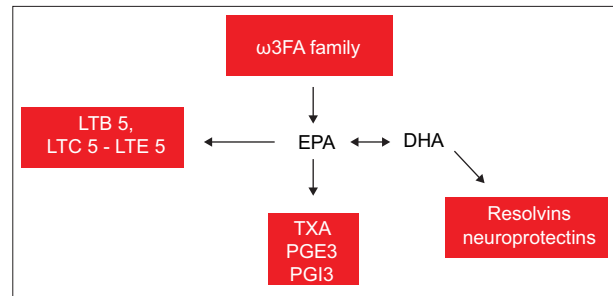 ω3FA family
LTB 5,
LTC 5 - LTE 5
EPA
DHA
TXA
PGE3
PGI3
Resolvins
neuroprotectins